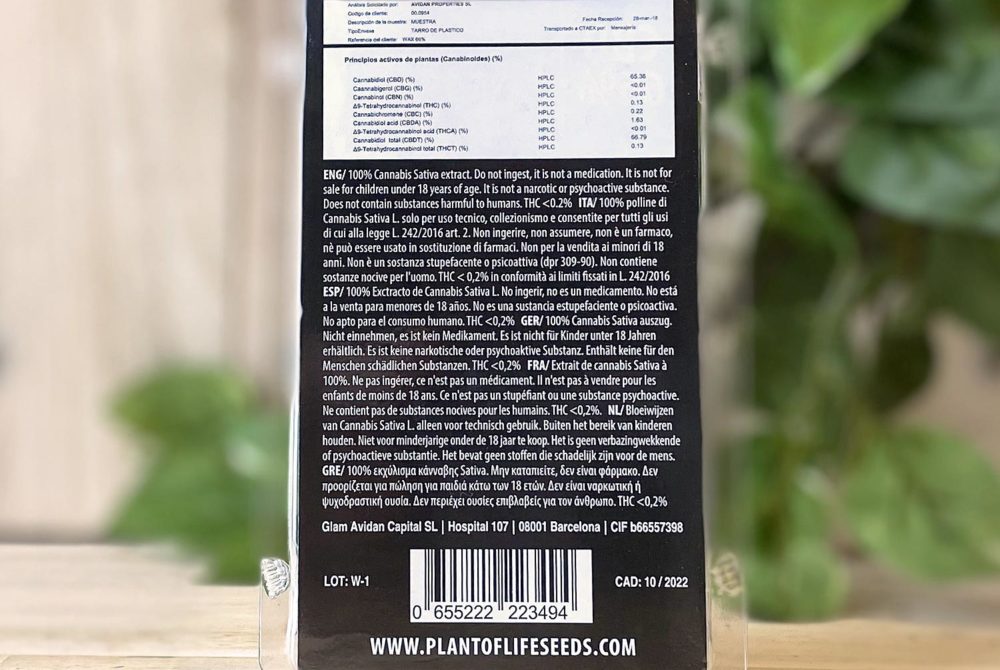 Análisis Solicitado por: AVIDAN PROPERTIES SL
Código de cliente: 00.0954
Descripción de la muestra: MUESTRA Fecha Recepción: 28-mar-18
TipoEnvase TARRO DE PLASTICO Transportado a CTAEX por: Mensajería
Referencia del cliente: WAX 60%
Principios activos de plantas (Canabinoides) (%)
Cannabidiol (CBD) (%) HPLC 65.36
Caannabigerol (CBG) (%) HPLC <0.01
Cannabinol (CBN) (%) HPLC <0.01
Δ9-Tetrahydrocannabinol (THC) (%) HPLC 0.13
Cannabichromene (CBC) (%) HPLC 0.22
Cannabidiol acid (CBDA) (%) HPLC 1.63
Δ9-Tetrahydrocannabinol acid (THCA) (%) HPLC <0.01
Cannabidiol total (CBDT) (%) HPLC 66.79
Δ9-Tetrahydrocannabinol total (THCT) (%) HPLC 0.13
ENG/ 100% Cannabis Sativa extract. Do not ingest, it is not a medication. It is not for
sale for children under 18 years of age. It is not a narcotic or psychoactive substance.
Does not contain substances harmful to humans. THC <0.2% ITA/ 100% polline di
Cannabis Sativa L. solo per uso tecnico, collezionismo e consentite per tutti gli usi
di cui alla legge L. 242/2016 art. 2. Non ingerire, non assumere, non è un farmaco,
nè può essere usato in sostituzione di farmaci. Non per la vendita ai minori di 18
anni. Non è un sostanza stupefacente o psicoattiva (dpr 309-90). Non contiene
sostanze nocive per l'uomo. THC < 0,2% in conformità ai limiti fissati in L. 242/2016
ESP/ 100% Exctracto de Cannabis Sativa L. No ingerir, no es un medicamento. No está
a la venta para menores de 18 años. No es una sustancia estupefaciente o psicoactiva.
No apto para el consumo humano. THC <0,2% GER/ 100% Cannabis Sativa auszug.
Nicht einnehmen, es ist kein Medikament. Es ist nicht für Kinder unter 18 Jahren
erhältlich. Es ist keine narkotische oder psychoaktive Substanz. Enthält keine für den
Menschen schädlichen Substanzen. THC <0,2% FRA/ Extrait de cannabis Sativa à
100%. Ne pas ingérer, ce n'est pas un médicament. Il n'est pas à vendre pour les
enfants de moins de 18 ans. Ce n'est pas un stupéfiant ou une substance psychoactive.
Ne contient pas de substances nocives pour les humains. THC <0,2%. NL/ Bloeiwijzen
van Cannabis Sativa L. alleen voor technisch gebruik. Buiten het bereik van kinderen
houden. Niet voor minderjarige onder de 18 jaar te koop. Het is geen verbazingwekkende
of psychoactieve substantie. Het bevat geen stoffen die schadelijk zijn voor de mens.
GRE/ 100% εκχύλισμα κάνναβης Sativa. Μην καταπιείτε, δεν είναι φάρμακο. Δεν
προορίζεται για πώληση για παιδιά κάτω των 18 ετών. Δεν είναι ναρκωτική ή
ψυχοδραστική ουσία. Δεν περιέχει ουσίες επιβλαβείς για τον άνθρωπο. THC <0,2%
Glam Avidan Capital SL | Hospital 107 | 08001 Barcelona | CIF b66557398
LOT: W-1 CAD: 10 / 2022
0 655222 223494
WWW.PLANTOFLIFESEEDS.COM